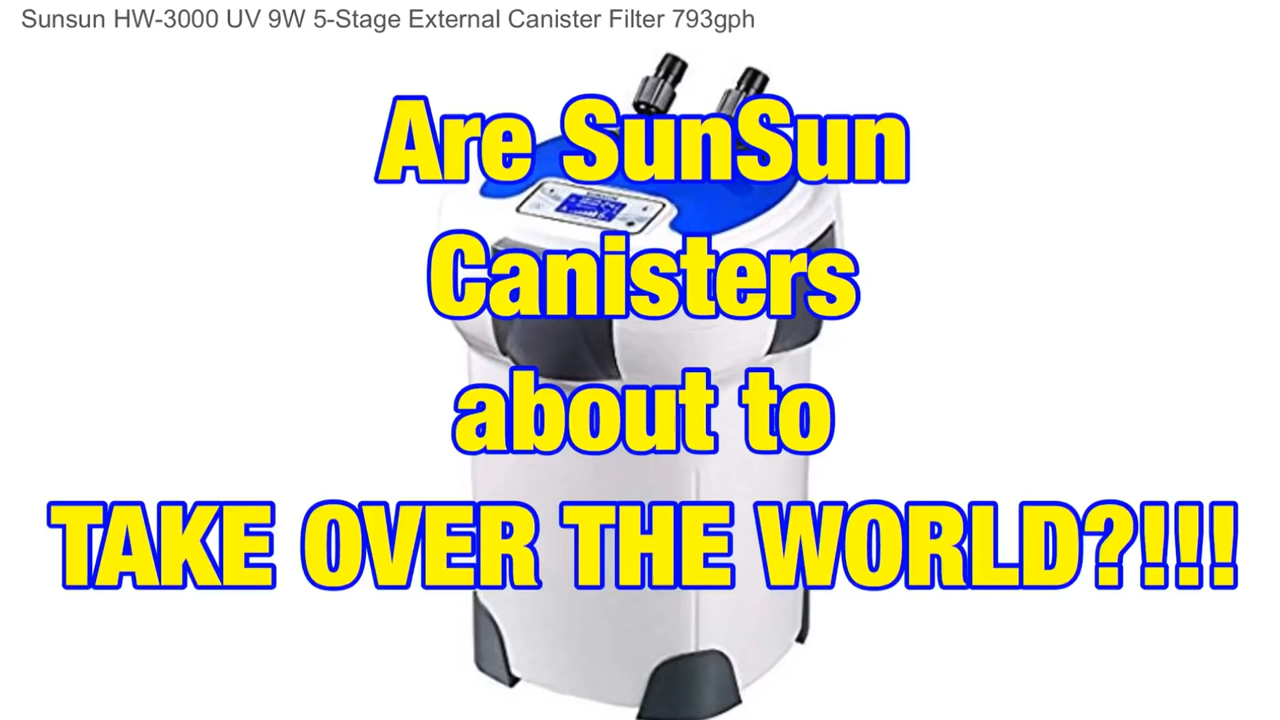 Sunsun HW-3000 UV 9W 5-Stage External Canister Filter 793gph
Are SunSun
Canisters
about to
TAKE OVER THE WORLD?!!!